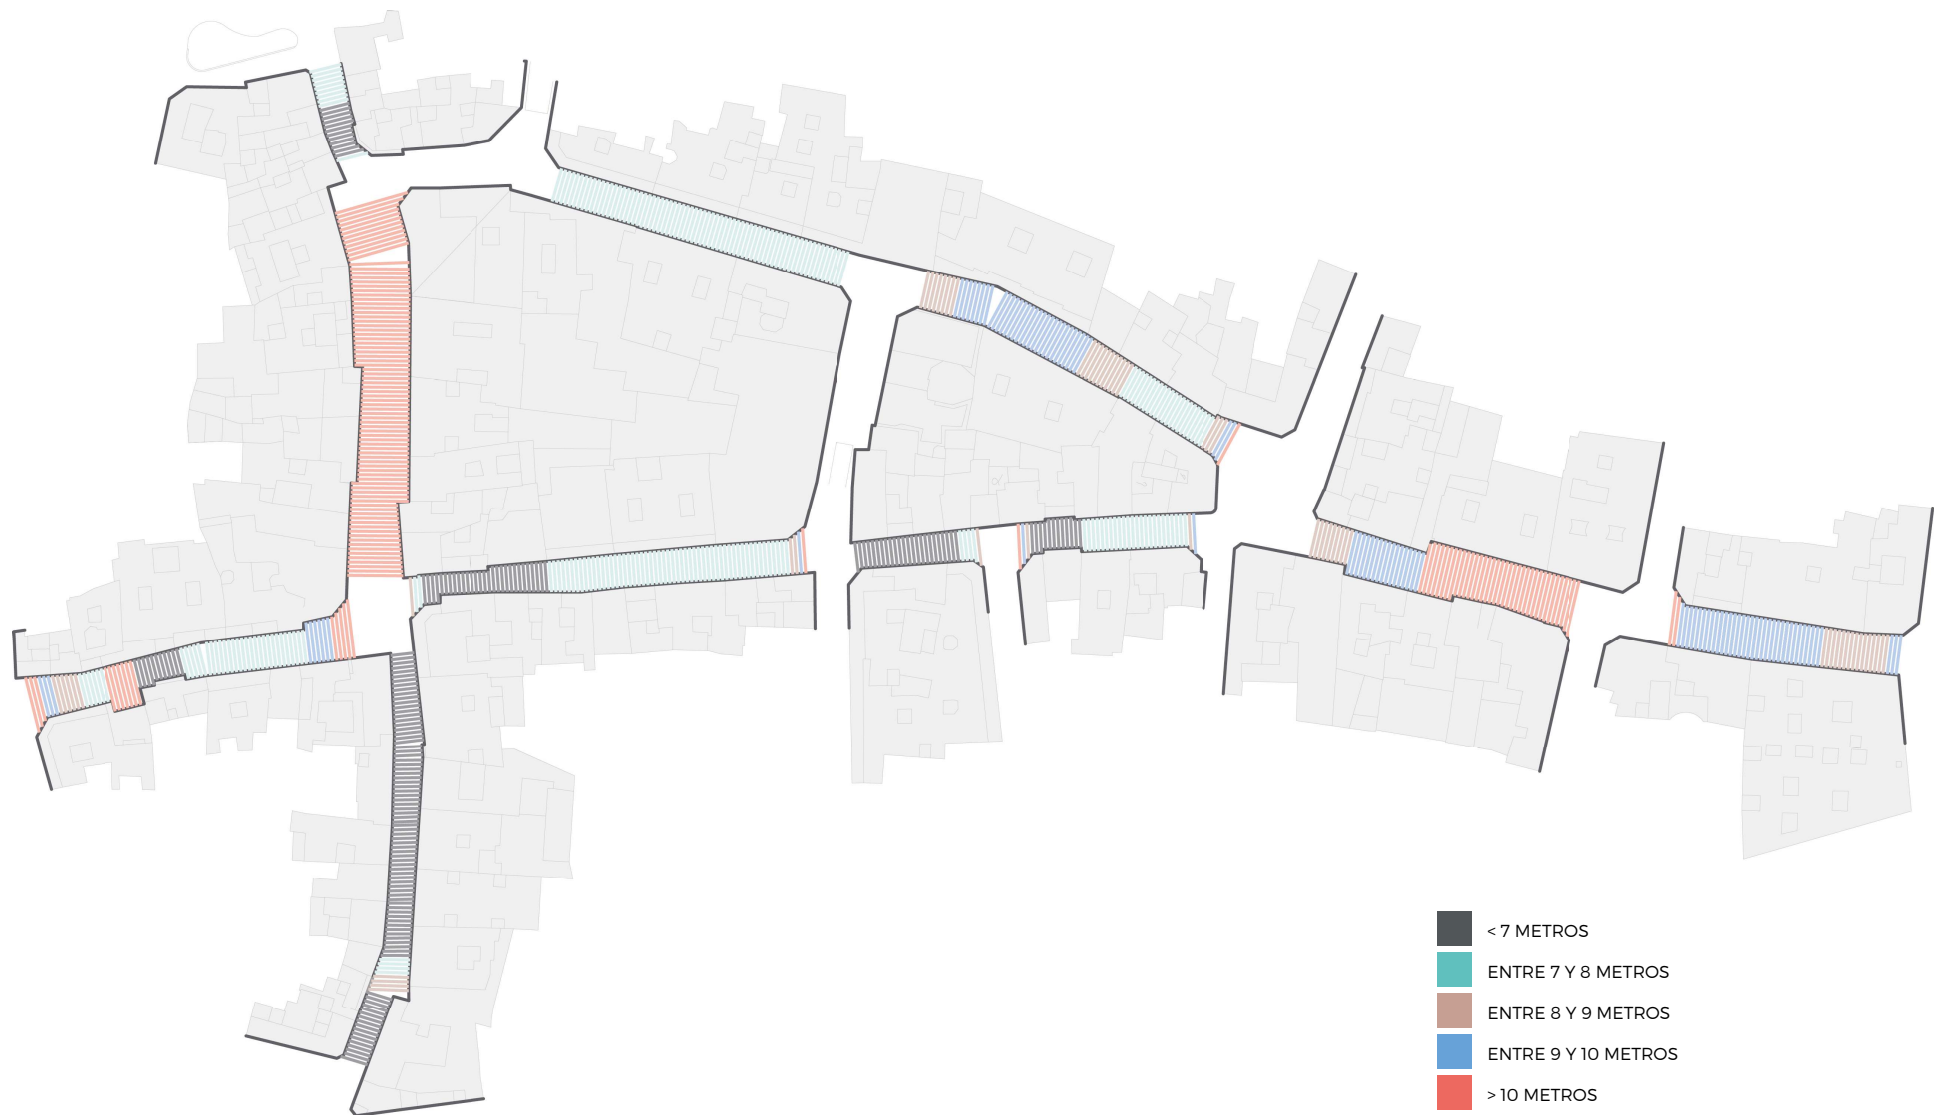 < 7 METROS
ENTRE 7 Y 8 METROS
ENTRE 8 Y 9 METROS
ENTRE 9 Y 10 METROS
> 10 METROS